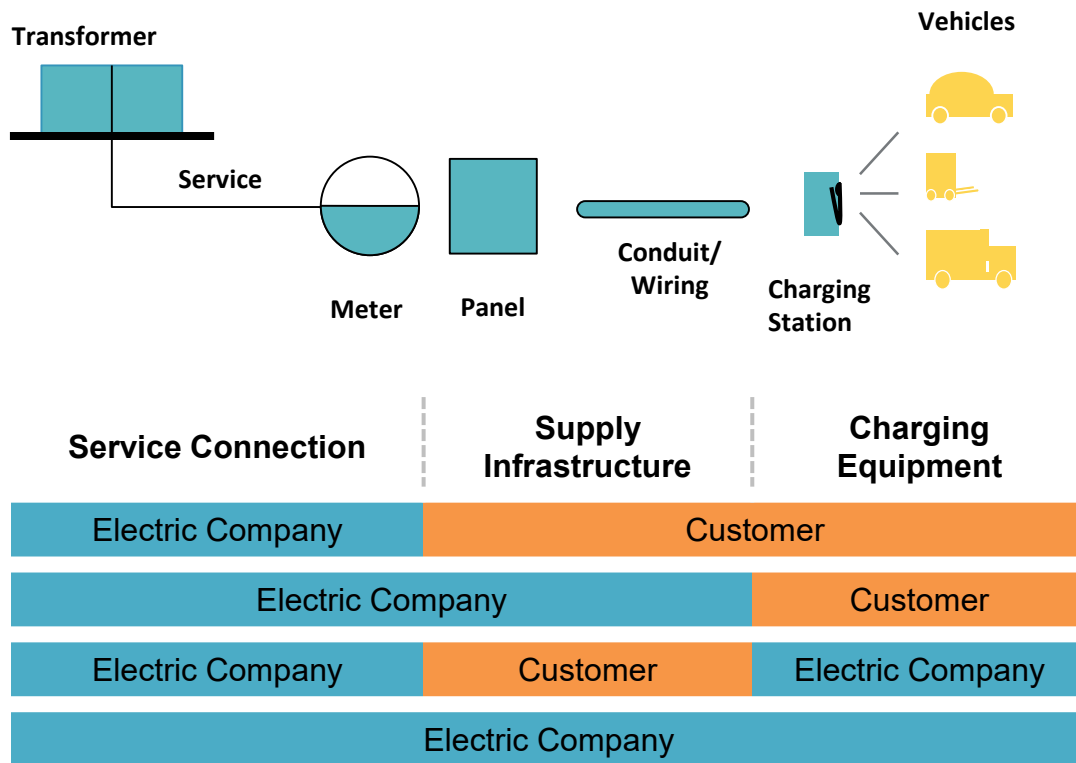 Transformer
Vehicles
Service
Meter
Panel
Conduit/
Wiring
Charging
Station
Service Connection
Supply
Infrastructure
Charging
Equipment
Electric Company
Customer
Electric Company
Customer
Electric Company
Customer
Electric Company
Electric Company